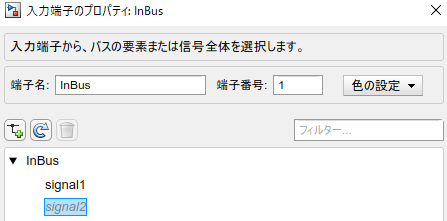 入力端子のプロパティ: InBus
入力端子から、バスの要素または信号全体を選択します。
端子名: InBus 端子番号: 1 色の設定
フィルター...
InBus
signal1
signal2